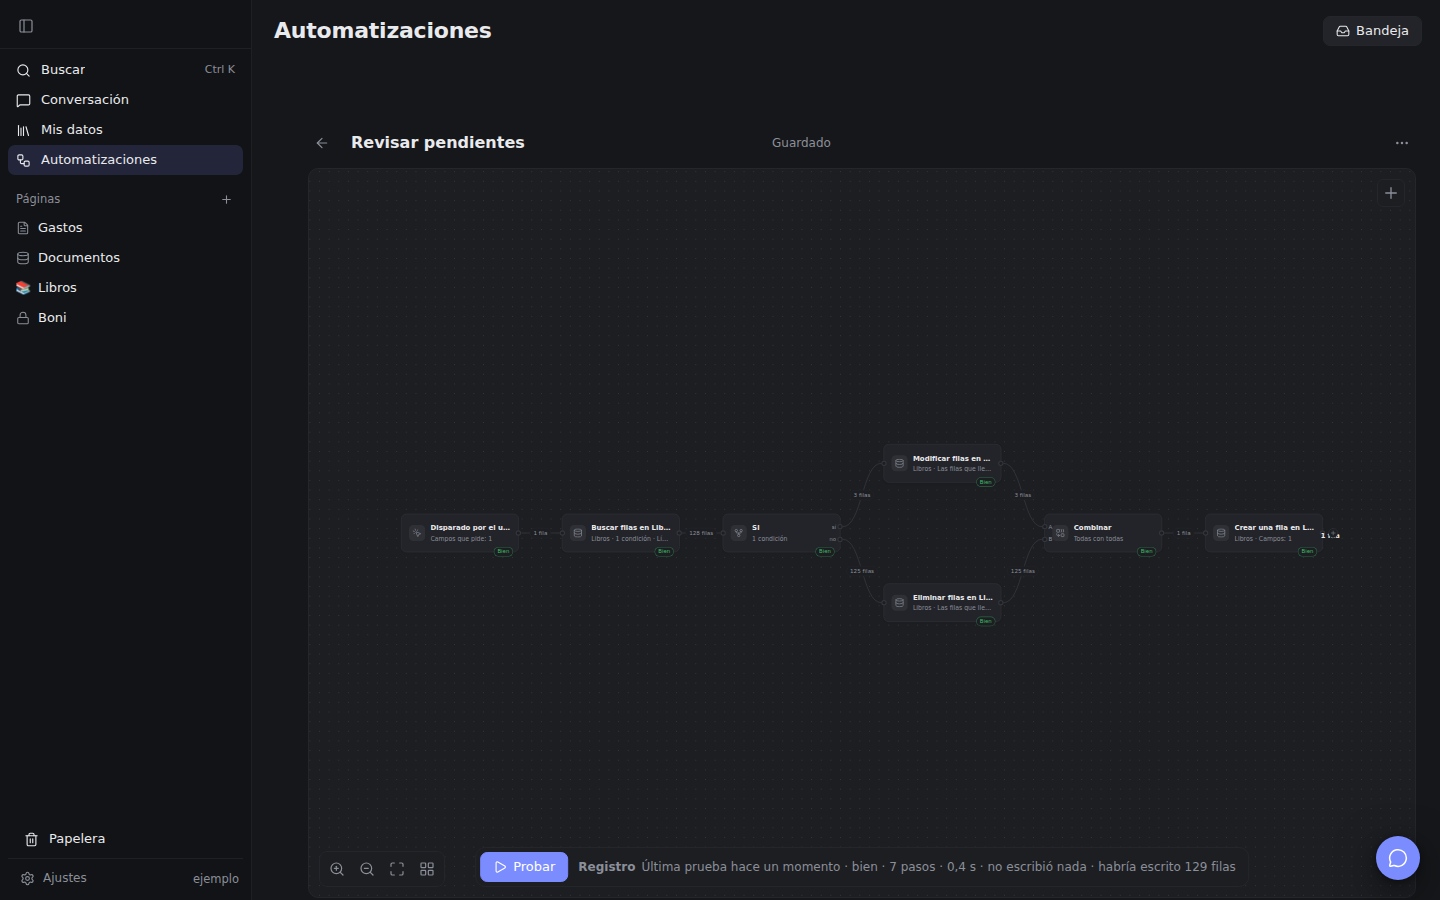 Automatizaciones
Bandeja
Buscar Ctrl K
Conversación
Mis datos
Automatizaciones
Páginas
Gastos
Documentos
Libros
Boni
Papelera
Ajustes ejemplo
Revisar pendientes
Guardado
Disparado por el u...
Campos que pide: 1
Bien
1 fila
Buscar filas en Lib...
Libros · 1 condición · Li...
Bien
128 filas
Si
1 condición
sí
no
Bien
3 filas
125 filas
Modificar filas en ...
Libros · Las filas que lle...
Bien
Eliminar filas en Li...
Libros · Las filas que lle...
Bien
3 filas
125 filas
A
B
Combinar
Todas con todas
Bien
1 fila
Crear una fila en L...
Libros · Campos: 1
Bien
Probar
Registro Última prueba hace un momento · bien · 7 pasos · 0,4 s · no escribió nada · habría escrito 129 filas